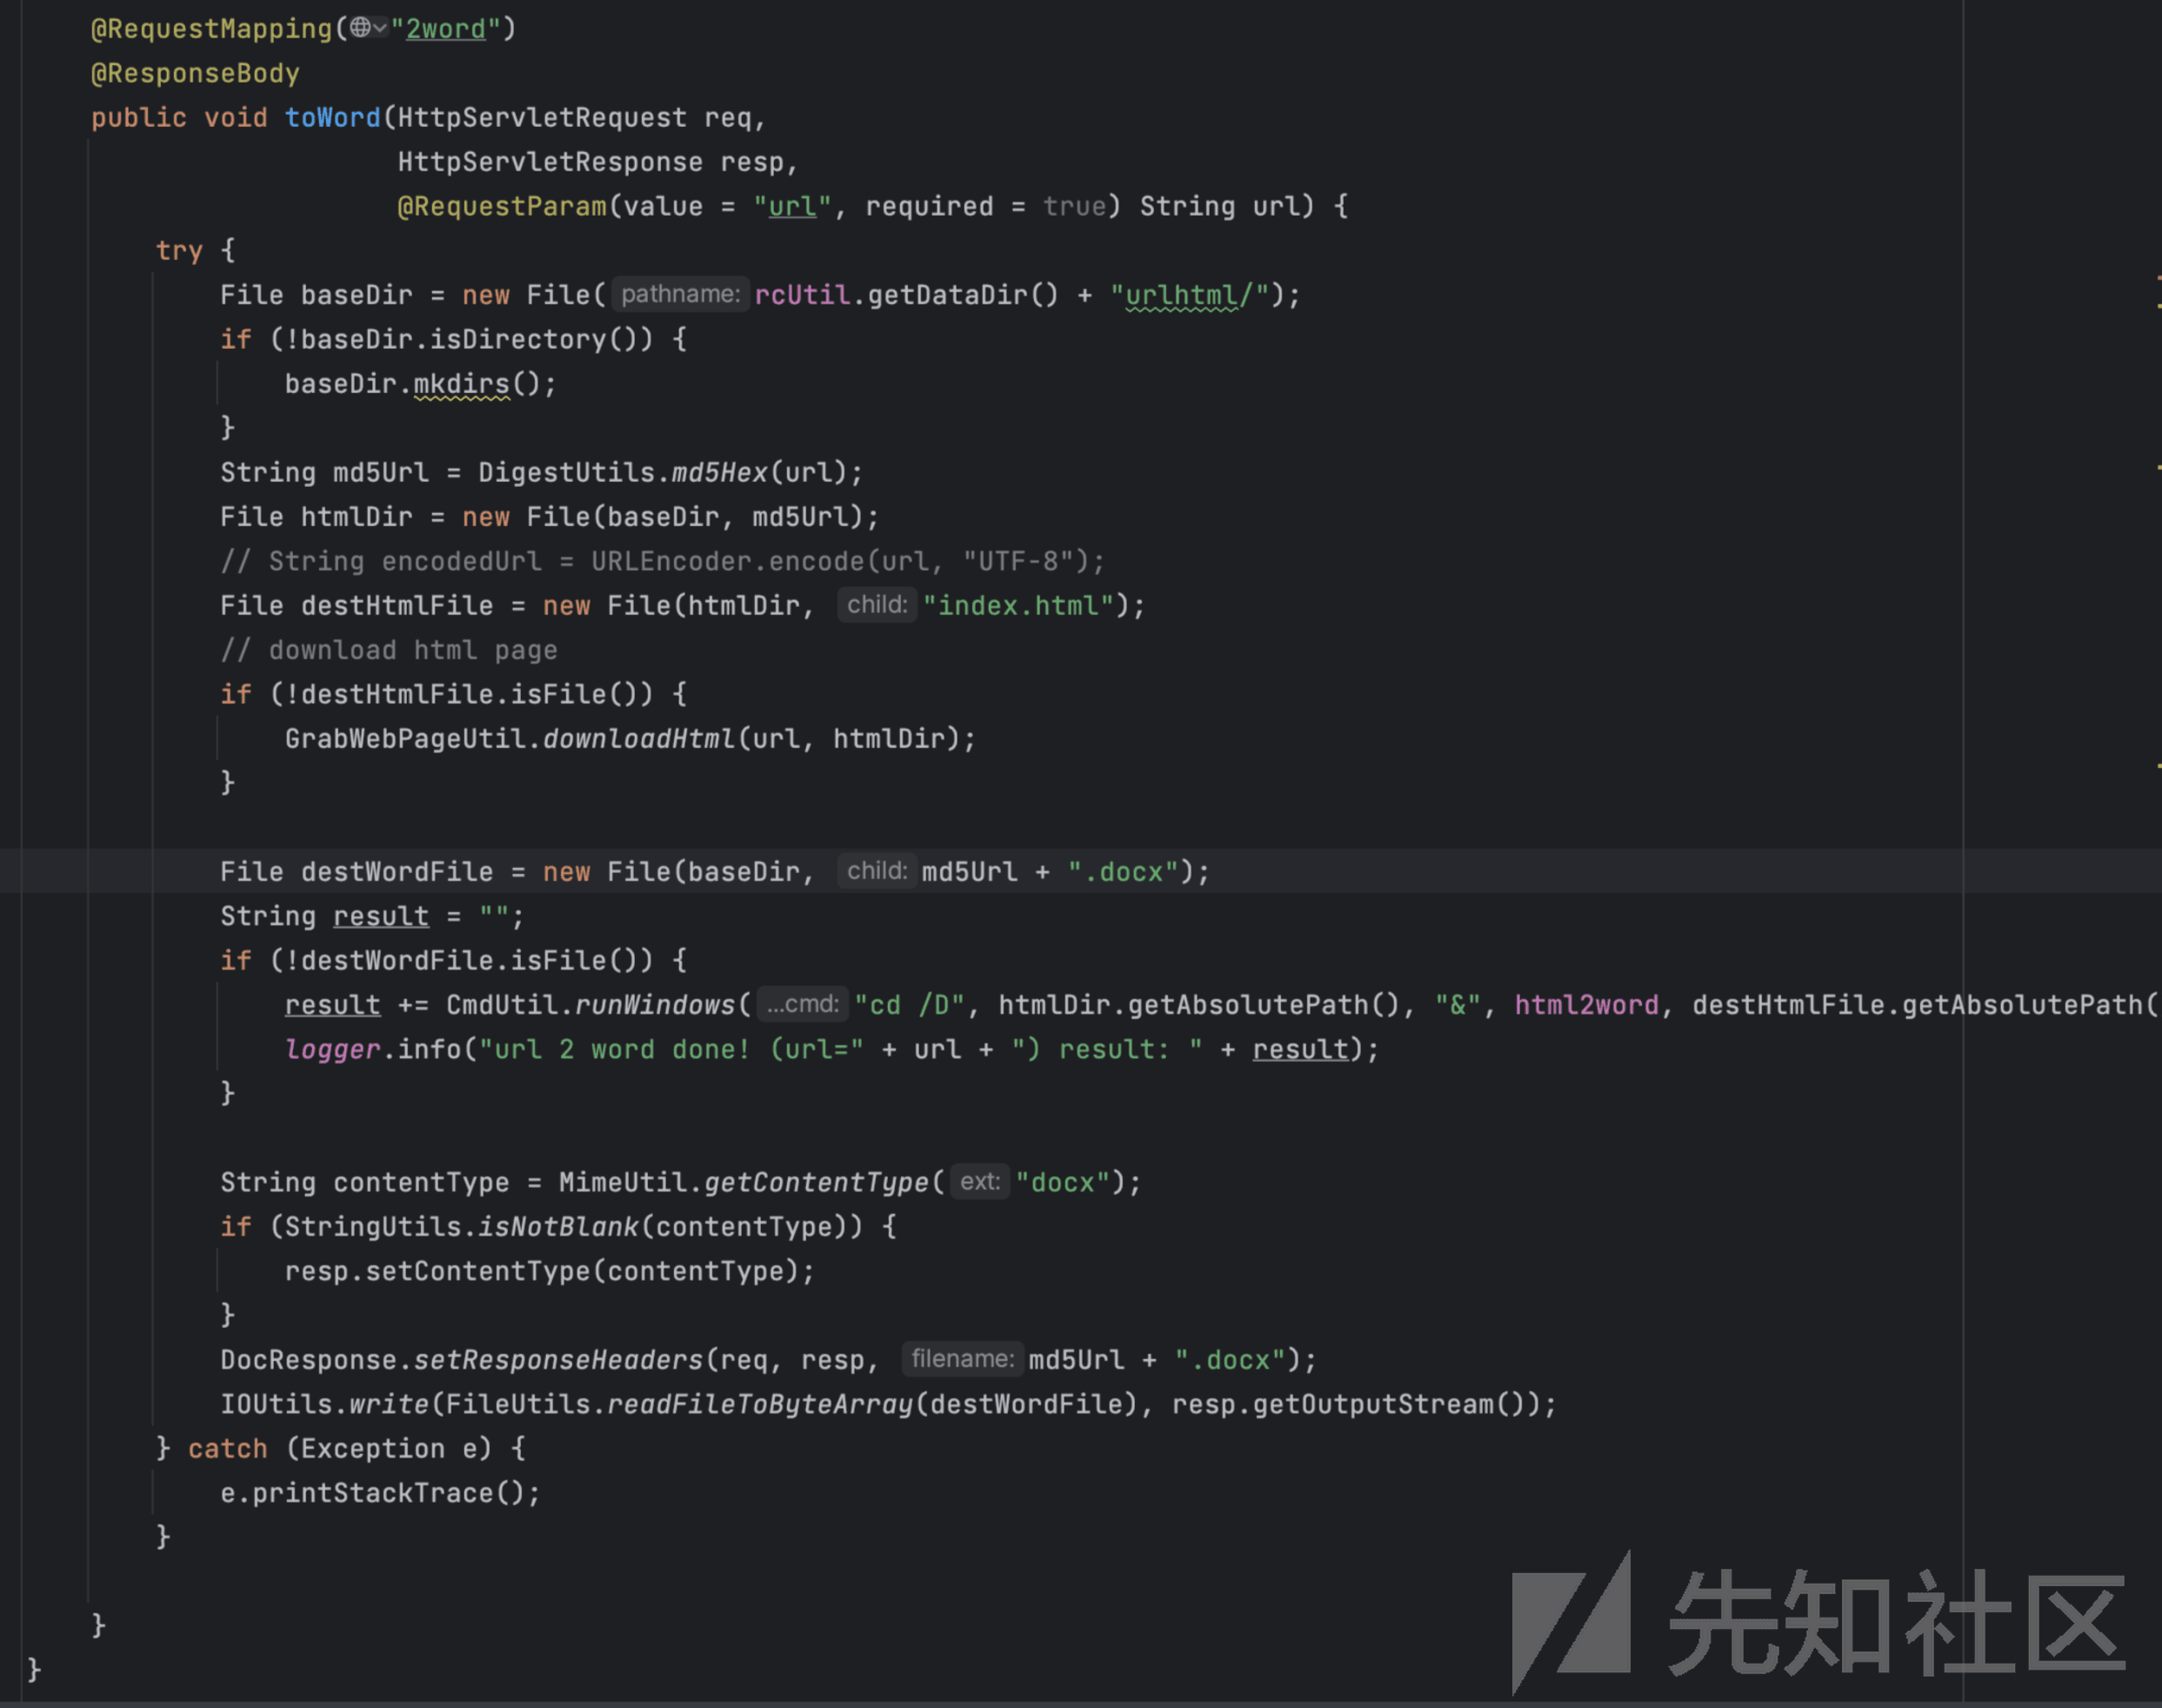 @RequestMapping("2word")
@ResponseBody
public void toWord(HttpServletRequest req,
HttpServletResponse resp,
@RequestParam(value = "url", required = true) String url) {
try {
File baseDir = new File( pathname: rcUtil.getDataDir() + "urlhtml/");
if (!baseDir.isDirectory()) {
baseDir.mkdirs();
}
String md5Url = DigestUtils.md5Hex(url);
File htmlDir = new File(baseDir, md5Url);
// String encodedUrl = URLEncoder.encode(url, "UTF-8");
File destHtmlFile = new File(htmlDir, child: "index.html");
// download html page
if (!destHtmlFile.isFile()) {
GrabWebPageUtil.downloadHtml(url, htmlDir);
}
File destWordFile = new File(baseDir, child: md5Url + ".docx");
String result = "";
if (!destWordFile.isFile()) {
result += CmdUtil.runWindows( ...cmd: "cd /D", htmlDir.getAbsolutePath(), "&", html2word, destHtmlFile.getAbsolutePath(
logger.info("url 2 word done! (url=" + url + ") result: " + result);
}
String contentType = MimeUtil.getContentType( ext: "docx");
if (StringUtils.isNotBlank(contentType)) {
resp.setContentType(contentType);
}
DocResponse.setResponseHeaders(req, resp, filename: md5Url + ".docx");
IOUtils.write(FileUtils.readFileToByteArray(destWordFile), resp.getOutputStream());
} catch (Exception e) {
e.printStackTrace();
}
}
}
先知社区